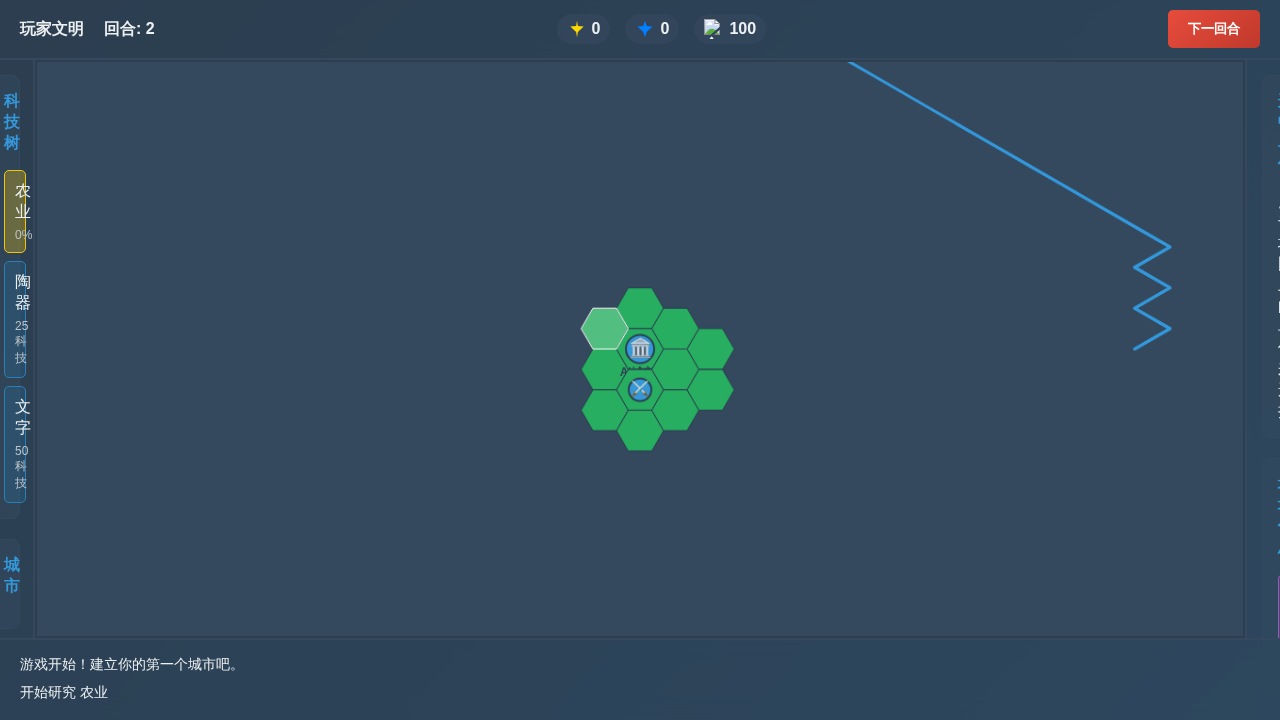 玩家文明 回合: 2
0 0 100
下一回合
科
技
树
农
业
0%
陶
器
25
科
技
文
字
50
科
技
城
市
游戏开始！建立你的第一个城市吧。
开始研究 农业